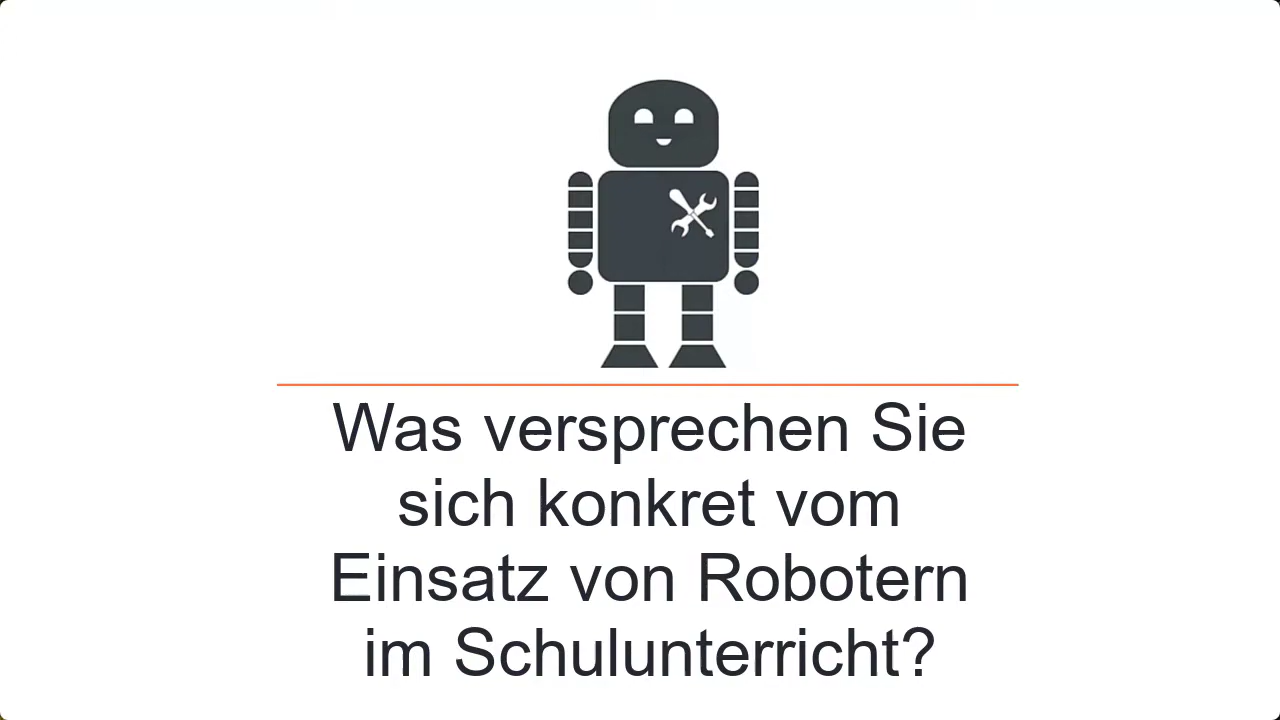 Was versprechen Sie
sich konkret vom
Einsatz von Robotern
im Schulunterricht?